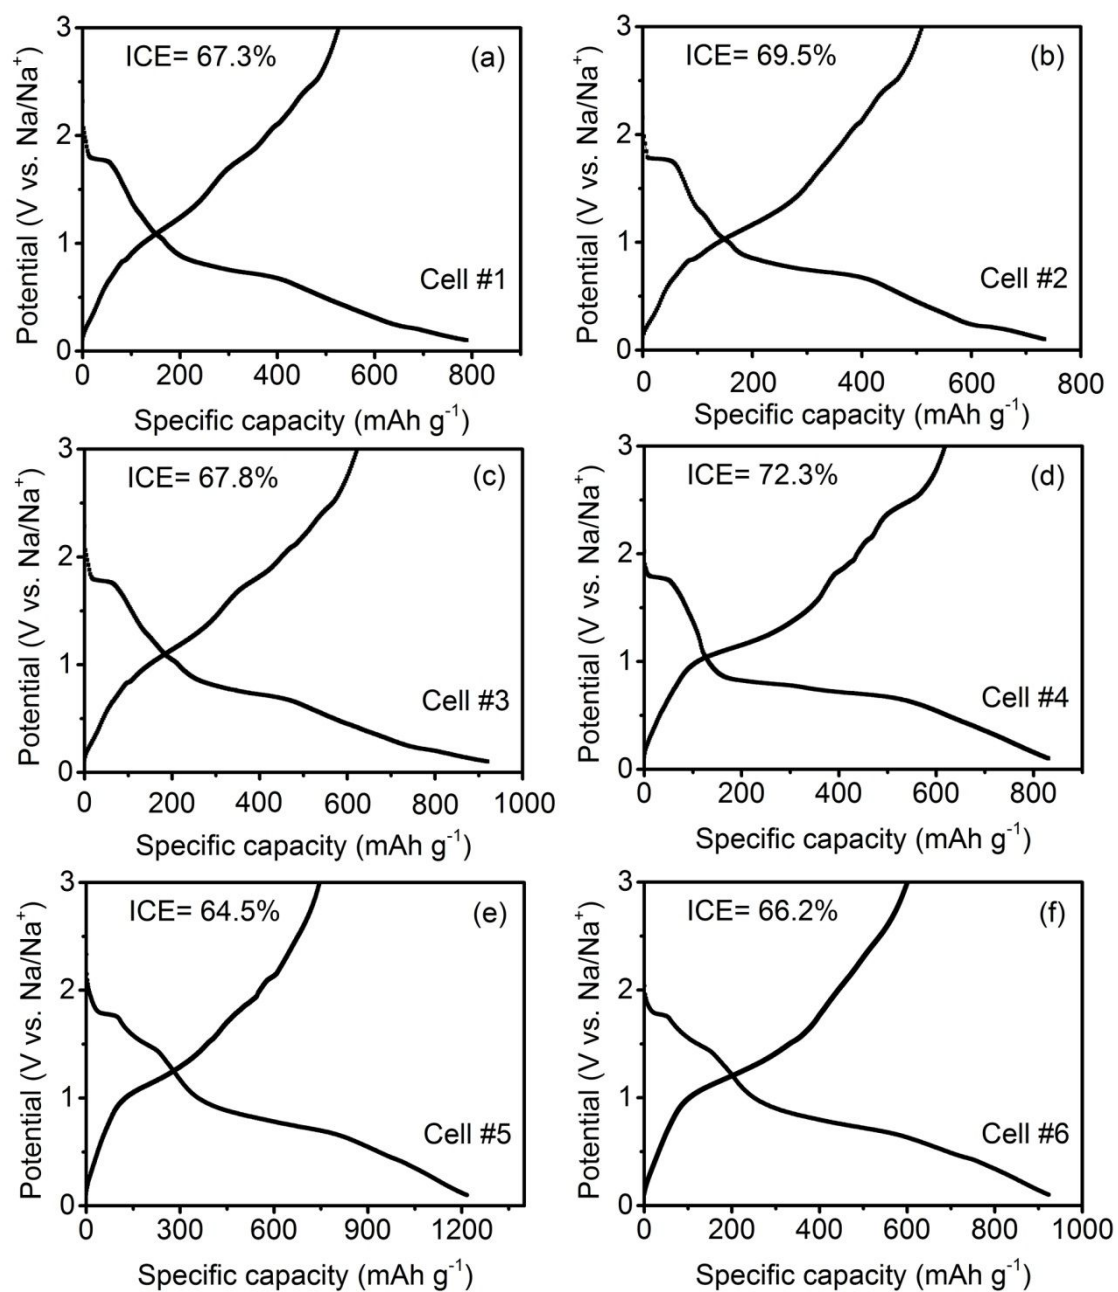 ICE= 67.3%
(a)
Cell #1
Potential (V vs. Na/Na⁺)
3
2
1
0
0 200 400 600 800
Specific capacity (mAh g⁻¹)
ICE= 69.5%
(b)
Cell #2
Potential (V vs. Na/Na⁺)
3
2
1
0
0 200 400 600 800
Specific capacity (mAh g⁻¹)
ICE= 67.8%
(c)
Cell #3
Potential (V vs. Na/Na⁺)
3
2
1
0
0 200 400 600 800 1000
Specific capacity (mAh g⁻¹)
ICE= 72.3%
(d)
Cell #4
Potential (V vs. Na/Na⁺)
3
2
1
0
0 200 400 600 800
Specific capacity (mAh g⁻¹)
ICE= 64.5%
(e)
Cell #5
Potential (V vs. Na/Na⁺)
3
2
1
0
0 300 600 900 1200
Specific capacity (mAh g⁻¹)
ICE= 66.2%
(f)
Cell #6
Potential (V vs. Na/Na⁺)
3
2
1
0
0 200 400 600 800 1000
Specific capacity (mAh g⁻¹)